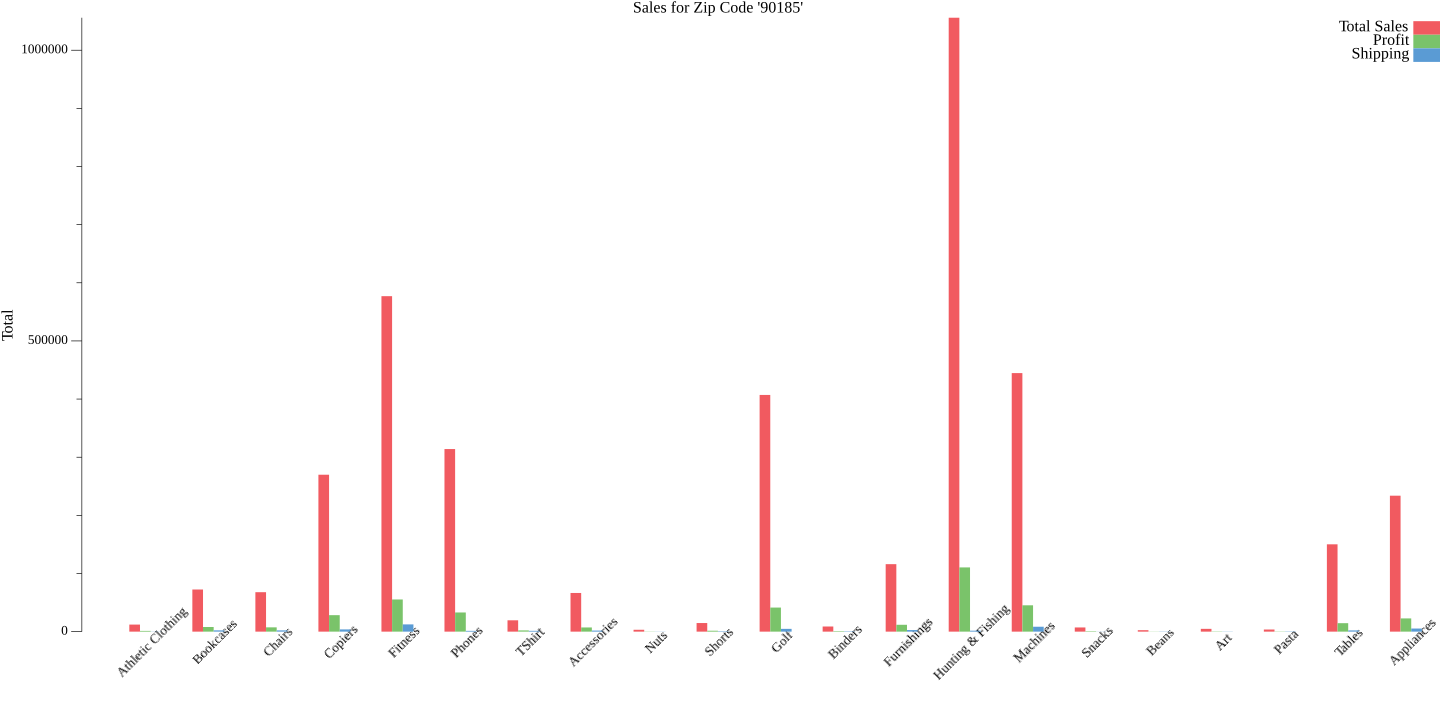 Sales for Zip Code '90185'
Total Sales
Profit
Shipping
1000000
500000
0
Total
Athletic Clothing
Bookcases
Chairs
Copiers
Fitness
Phones
TShirt
Accessories
Nuts
Shorts
Golf
Binders
Furnishings
Hunting & Fishing
Machines
Snacks
Beans
Art
Pasta
Tables
Appliances